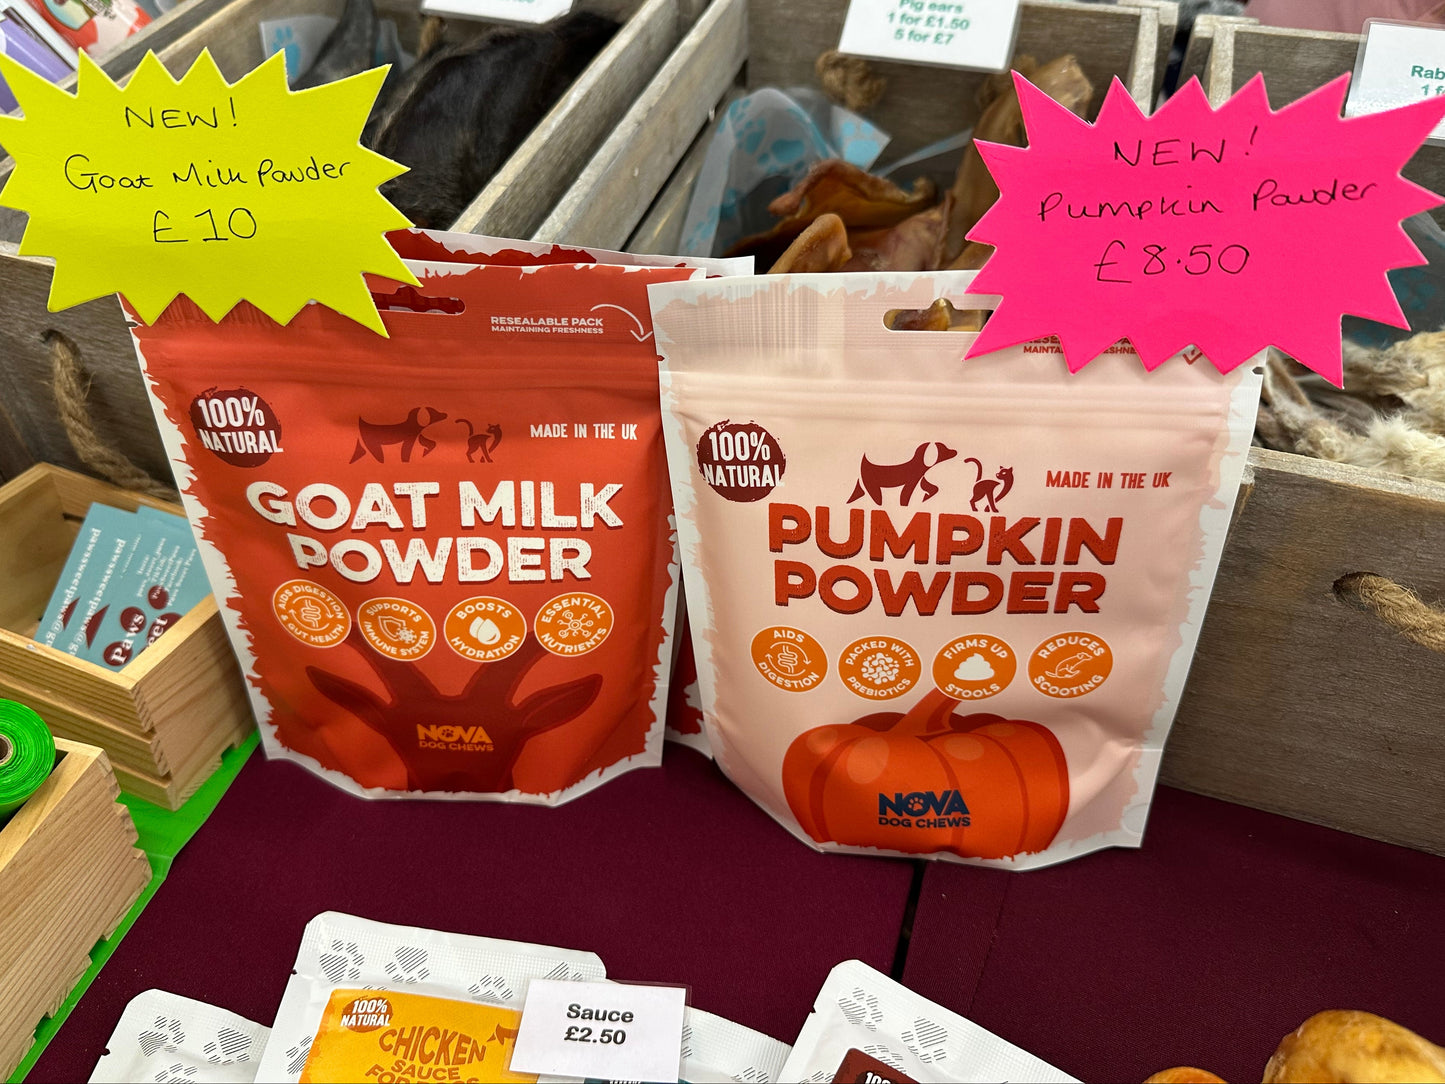 Pig ears
1 for £1.50
5 for £7
NEW!
Goat Milk Powder
£10
NEW!
Pumpkin Powder
£8.50
RESEALABLE PACK
MAINTAINING FRESHNESS
100%
NATURAL
MADE IN THE UK
GOAT MILK
POWDER
AIDS DIGESTION
& GUT HEALTH
SUPPORTS
IMMUNE SYSTEM
BOOSTS
HYDRATION
ESSENTIAL
NUTRIENTS
NOVA
DOG CHEWS
100%
NATURAL
MADE IN THE UK
PUMPKIN
POWDER
AIDS
DIGESTION
PACKED WITH
PREBIOTICS
FIRMS UP
STOOLS
REDUCES
SCOOTING
NOVA
DOG CHEWS
Paws
Sauce
£2.50
100%
NATURAL
CHICKEN
SAUCE
100%